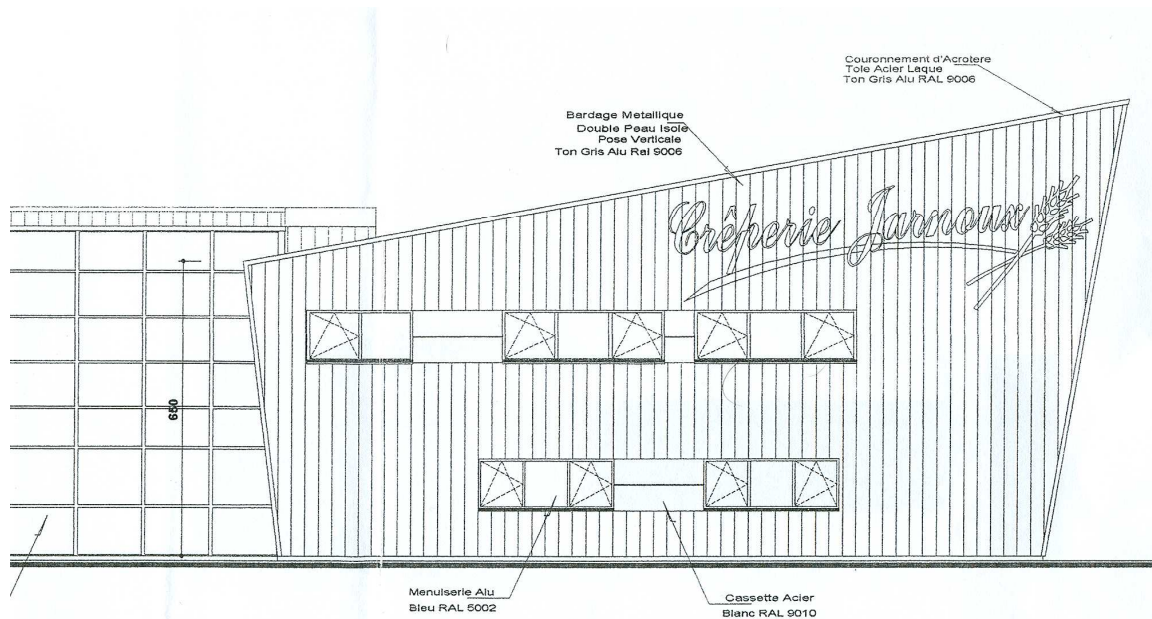 Couronnement d'Acrotere
Tole Acier Laque
Ton Gris Alu RAL 9006
Bardage Metallique
Double Peau Isole
Pose Verticale
Ton Gris Alu Ral 9006
Crêperie Jarnoux
650
Menuiserie Alu
Bleu RAL 5002
Cassette Acier
Blanc RAL 9010